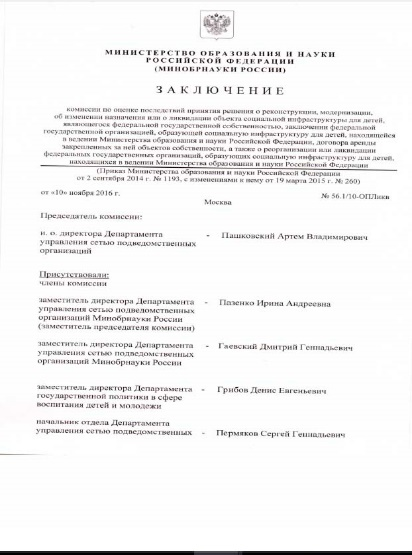 МИНИСТЕРСТВО ОБРАЗОВАНИЯ И НАУКИ
РОССИЙСКОЙ ФЕДЕРАЦИИ
(МИНОБРНАУКИ РОССИИ)
ЗАКЛЮЧЕНИЕ
комиссии по оценке последствий принятия решения о реконструкции, модернизации,
об изменении назначения или о ликвидации объекта социальной инфраструктуры для детей,
являющегося федеральной государственной собственностью, заключении федеральной
государственной организацией, образующей социальную инфраструктуру для детей, находящейся
в ведении Министерства образования и науки Российской Федерации, договора аренды
закрепленных за ней объектов собственности, а также о реорганизации или ликвидации
федеральных государственных организаций, образующих социальную инфраструктуру для детей,
находящихся в ведении Министерства образования и науки Российской Федерации
(Приказ Министерства образования и науки Российской Федерации
от 2 сентября 2014 г. № 1193, с изменениями к нему от 19 марта 2015 г. № 260)
от «10» ноября 2016 г. № 56.1/10-ОПЛики
Москва
Председатель комиссии:
и. о. директора Департамента - Пашковский Артем Владимирович
управления сетью подведомственных
организаций
Присутствовали:
члены комиссии
заместитель директора Департамента - Пазенко Ирина Андреевна
управления сетью подведомственных
организаций Минобрнауки России
(заместитель председателя комиссии)
заместитель директора Департамента - Гаевский Дмитрий Геннадьевич
управления сетью подведомственных
организаций Минобрнауки России
заместитель директора Департамента - Грибов Денис Евгеньевич
государственной политики в сфере
воспитания детей и молодежи
начальник отдела Департамента
управления сетью подведомственных - Пермяков Сергей Геннадьевич